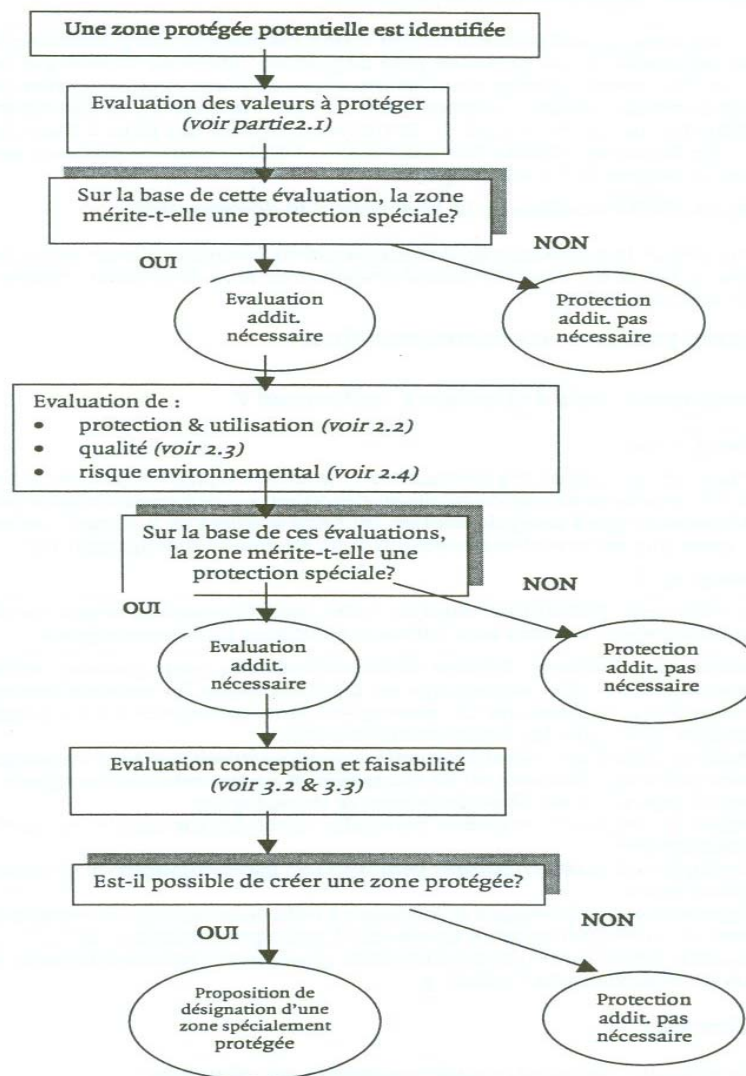 Une zone protégée potentielle est identifiée
Evaluation des valeurs à protéger
(voir partie2.1)
Sur la base de cette évaluation, la zone
mérite-t-elle une protection spéciale?
OUI
NON
Evaluation
addit.
nécessaire
Protection
addit. pas
nécessaire
Evaluation de :
• protection & utilisation (voir 2.2)
• qualité (voir 2.3)
• risque environnemental (voir 2.4)
Sur la base de ces évaluations,
la zone mérite-t-elle une
protection spéciale?
OUI
NON
Evaluation
addit.
nécessaire
Protection
addit. pas
nécessaire
Evaluation conception et faisabilité
(voir 3.2 & 3.3)
Est-il possible de créer une zone protégée?
OUI
NON
Proposition de
désignation d'une
zone spécialement
protégée
Protection
addit. pas
nécessaire